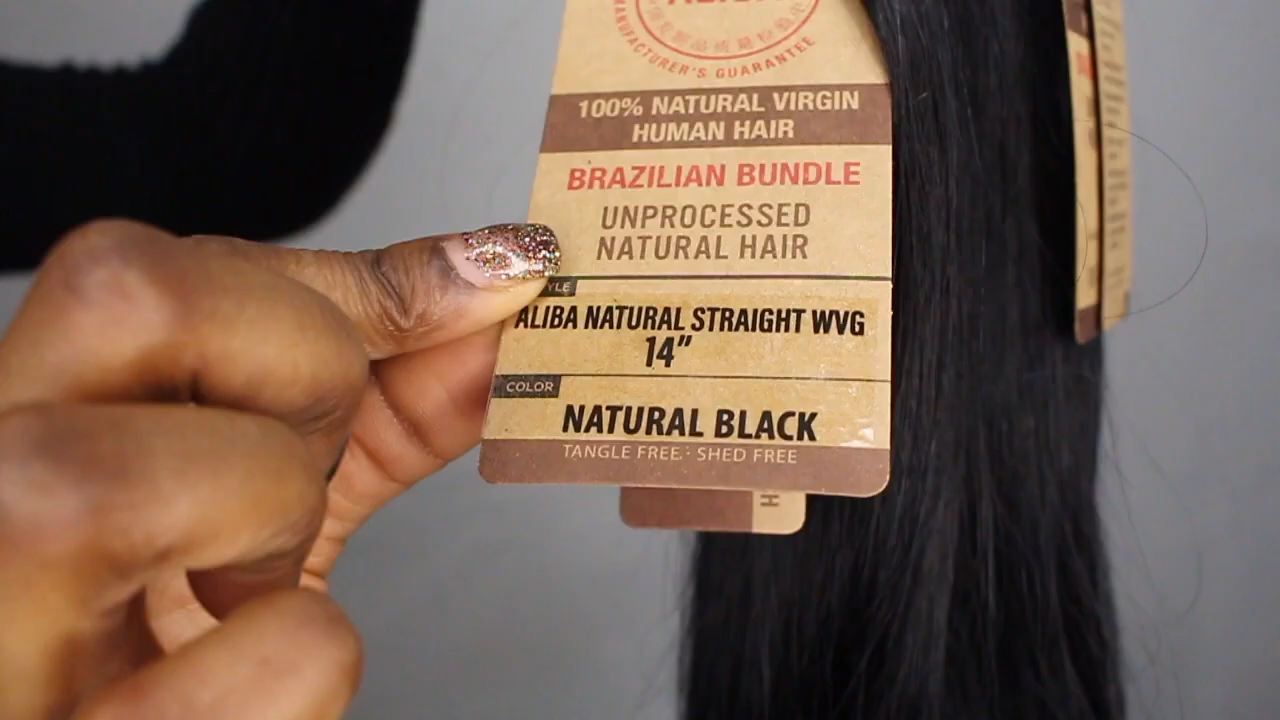 MANUFACTURER'S GUARANTEE
100% NATURAL VIRGIN
HUMAN HAIR
BRAZILIAN BUNDLE
UNPROCESSED
NATURAL HAIR
ALIBA NATURAL STRAIGHT WVG
14”
COLOR
NATURAL BLACK
TANGLE FREE · SHED FREE
H